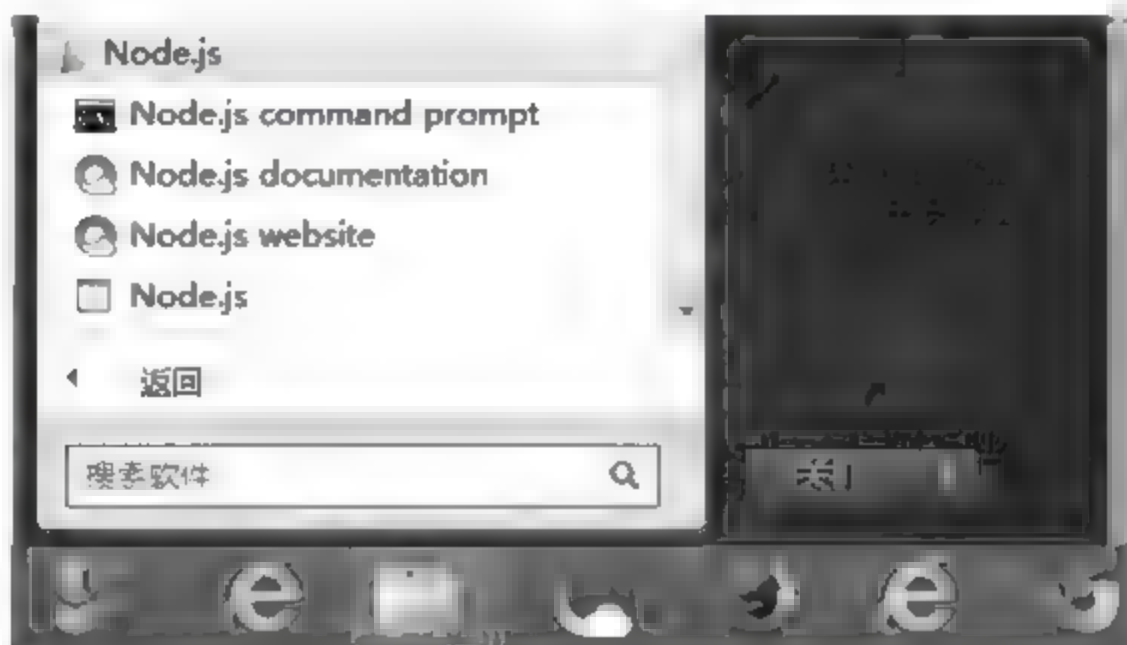 Node.js
Node.js command prompt
Node.js documentation
Node.js website
Node.js
返回
搜索软件